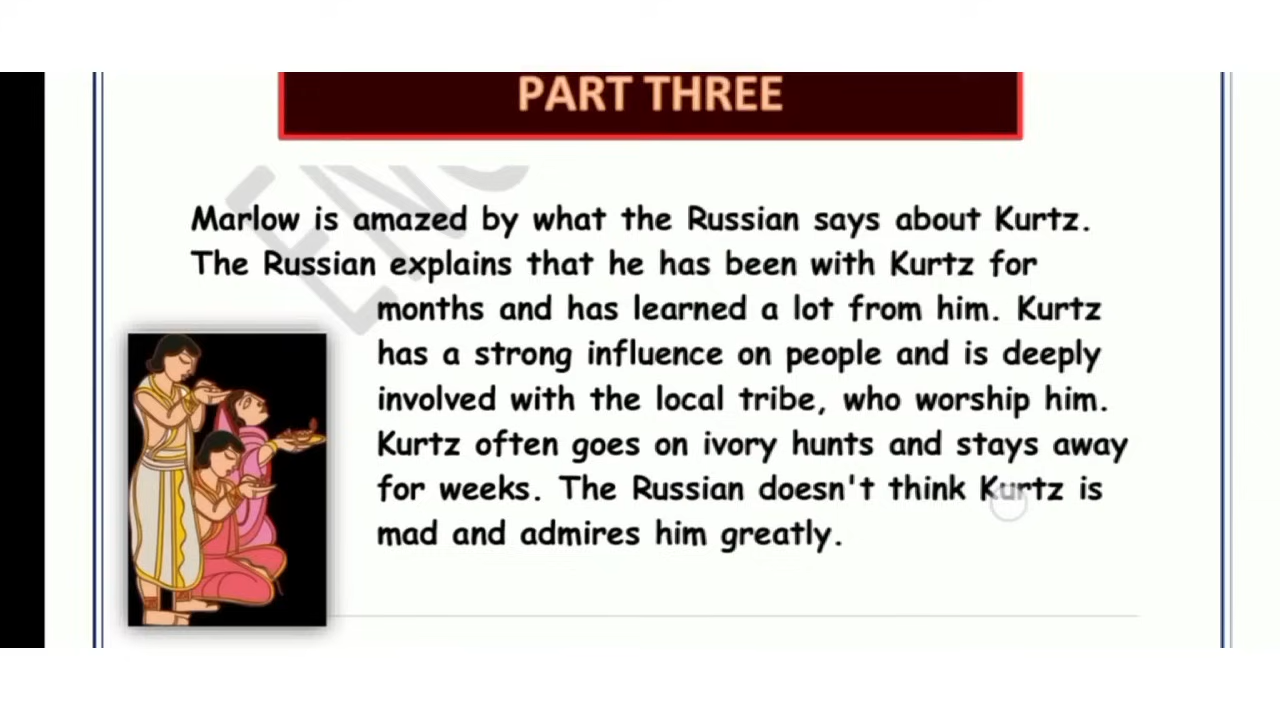 PART THREE
Marlow is amazed by what the Russian says about Kurtz.
The Russian explains that he has been with Kurtz for
months and has learned a lot from him. Kurtz
has a strong influence on people and is deeply
involved with the local tribe, who worship him.
Kurtz often goes on ivory hunts and stays away
for weeks. The Russian doesn't think Kurtz is
mad and admires him greatly.